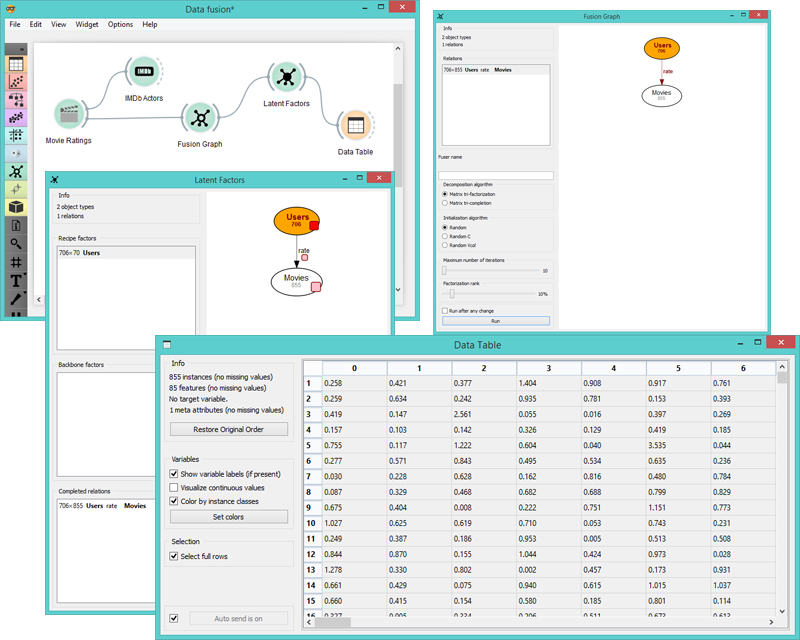 Data fusion*
File Edit View Widget Options Help
IMDb
IMDb Actors
Movie Ratings
Fusion Graph
Latent Factors
Data Table
Fusion Graph
Info
2 object types
1 relations
Relations
706×855 Users rate Movies
Fuser name
Decomposition algorithm
Matrix tri-factorization
Matrix tri-completion
Initialization algorithm
Random
Random C
Random Vcol
Maximum number of iterations
10
Factorization rank
10%
Run after any change
Run
Users
706
rate
Movies
855
Latent Factors
Info
2 object types
1 relations
Recipe factors
706×70 Users
Backbone factors
Completed relations
706×855 Users rate Movies
Users
706
rate
Movies
855
Data Table
Info
855 instances (no missing values)
85 features (no missing values)
No target variable.
1 meta attributes (no missing values)
Restore Original Order
Variables
Show variable labels (if present)
Visualize continuous values
Color by instance classes
Set colors
Selection
Select full rows
Auto send is on
0 1 2 3 4 5 6
1 0.258 0.421 0.377 1.404 0.908 0.917 0.761
2 0.259 0.634 0.242 0.935 0.781 0.153 0.393
3 0.419 0.147 2.561 0.055 0.016 0.397 0.269
4 0.157 0.103 0.142 0.326 0.129 0.419 0.185
5 0.755 0.117 1.222 0.604 0.040 3.535 0.044
6 0.277 0.571 0.843 0.495 0.534 0.635 0.236
7 0.030 0.228 0.628 0.162 0.816 0.480 0.784
8 0.087 0.329 0.468 0.682 0.688 0.799 0.829
9 0.675 0.404 0.008 0.222 0.751 1.151 0.773
10 1.027 0.625 0.619 0.710 0.053 0.743 0.231
11 0.249 0.387 0.186 0.953 0.005 0.513 0.508
12 0.844 0.870 0.155 1.044 0.424 0.973 0.028
13 1.278 0.330 0.802 0.002 0.457 0.173 0.931
14 0.661 0.429 0.075 0.940 0.615 1.015 1.037
15 0.660 0.415 0.154 0.580 0.185 0.801 0.114